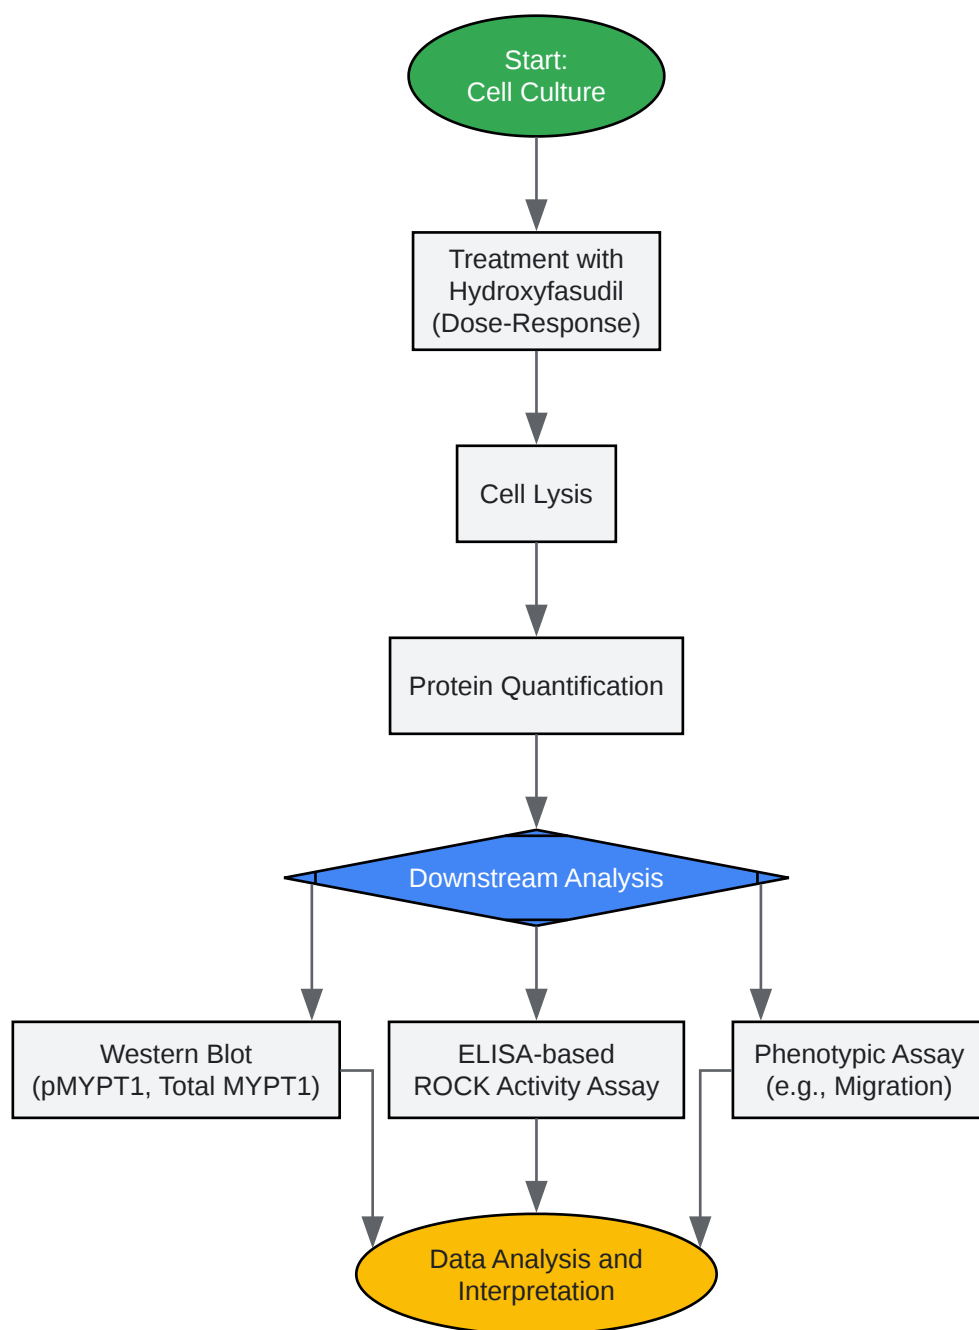 Start:
Cell Culture
Treatment with
Hydroxyfasudil
(Dose-Response)
Cell Lysis
Protein Quantification
Downstream Analysis
Western Blot
(pMYPT1, Total MYPT1)
ELISA-based
ROCK Activity Assay
Phenotypic Assay
(e.g., Migration)
Data Analysis and
Interpretation